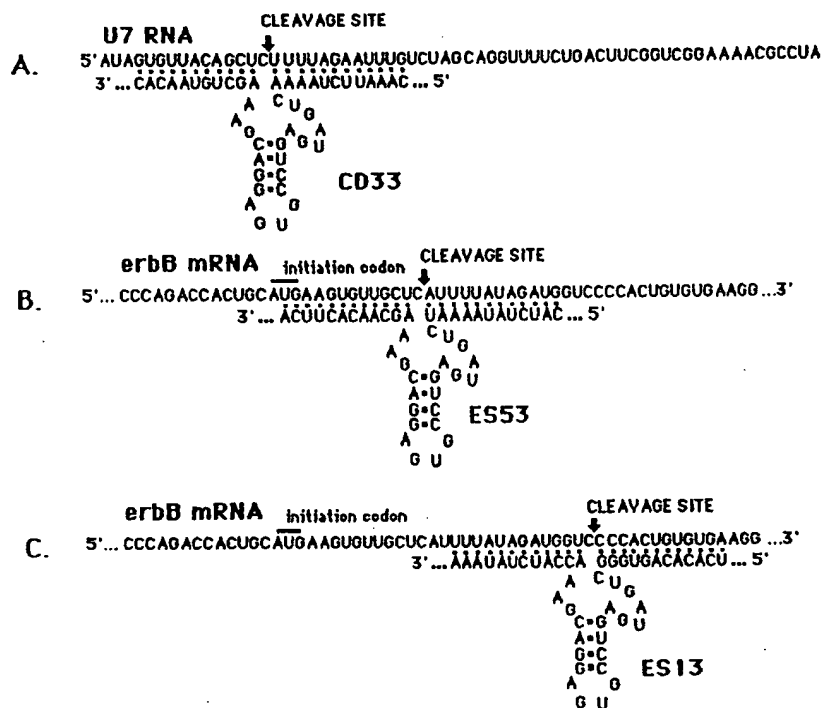 CLEAVAGE SITE
U7 RNA
A.
5' AUAGUGUUACAGCUCU UUUAGAAUUUGUCUAGCAGGUUUUCUGACUUCGGUCGGAAAACGCCUA
3'... CACAAUGUCGA AAAAUCUUAAAC ... 5'
A C U G
A G A G A U
C G
A U
G C
G C
A G
G U
CD33
CLEAVAGE SITE
erbB mRNA initiation codon
B.
5'... CCCAGACCACUGCAUGAAGUGUUGCUCAUUUUAUAGAUGGUCCCCACUGUGUGAAGG ...3'
3'... ACUUCACAACGA UAAAAUAUCUAC ... 5'
A C U G
A G A G A U
C G
A U
G C
G C
A G
G U
ES53
CLEAVAGE SITE
erbB mRNA initiation codon
C.
5'... CCCAGACCACUGCAUGAAGUGUUGCUCAUUUUAUAGAUGGUCCCCACUGUGUGAAGG ...3'
3'... AAAUAUCUACCA GGGUGACACACU ... 5'
A C U G
A G A G A U
C G
A U
G C
G C
A G
G U
ES13